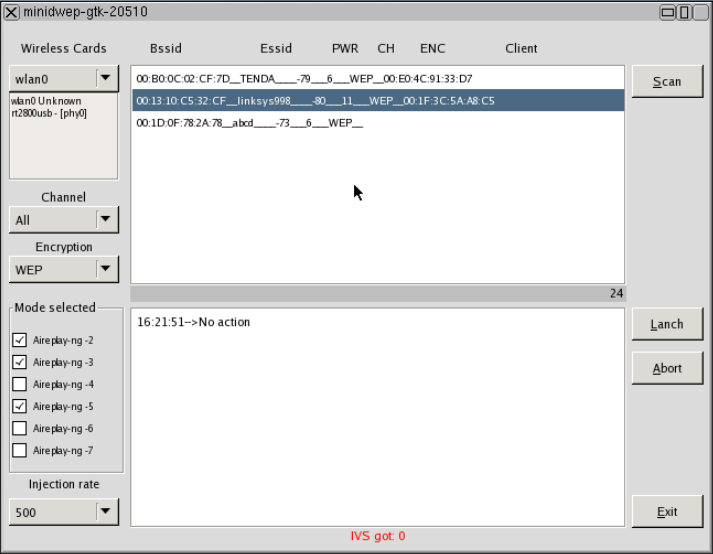 minidwep-gtk-20510
Wireless Cards Bssid Essid PWR CH ENC Client
wlan0
wlan0 Unknown
rt2800usb - [phy0]
Channel
All
Encryption
WEP
Mode selected
Aireplay-ng -2
Aireplay-ng -3
Aireplay-ng -4
Aireplay-ng -5
Aireplay-ng -6
Aireplay-ng -7
Injection rate
500
00:B0:0C:02:CF:7D__TENDA____-79___6___WEP__00:E0:4C:91:33:D7
00:13:10:C5:32:CF__linksys998____-80___11___WEP__00:1F:3C:5A:A8:C5
00:1D:0F:78:2A:78__abcd____-73___6___WEP__
24
16:21:51-->No action
IVS got: 0
Scan
Lanch
Abort
Exit